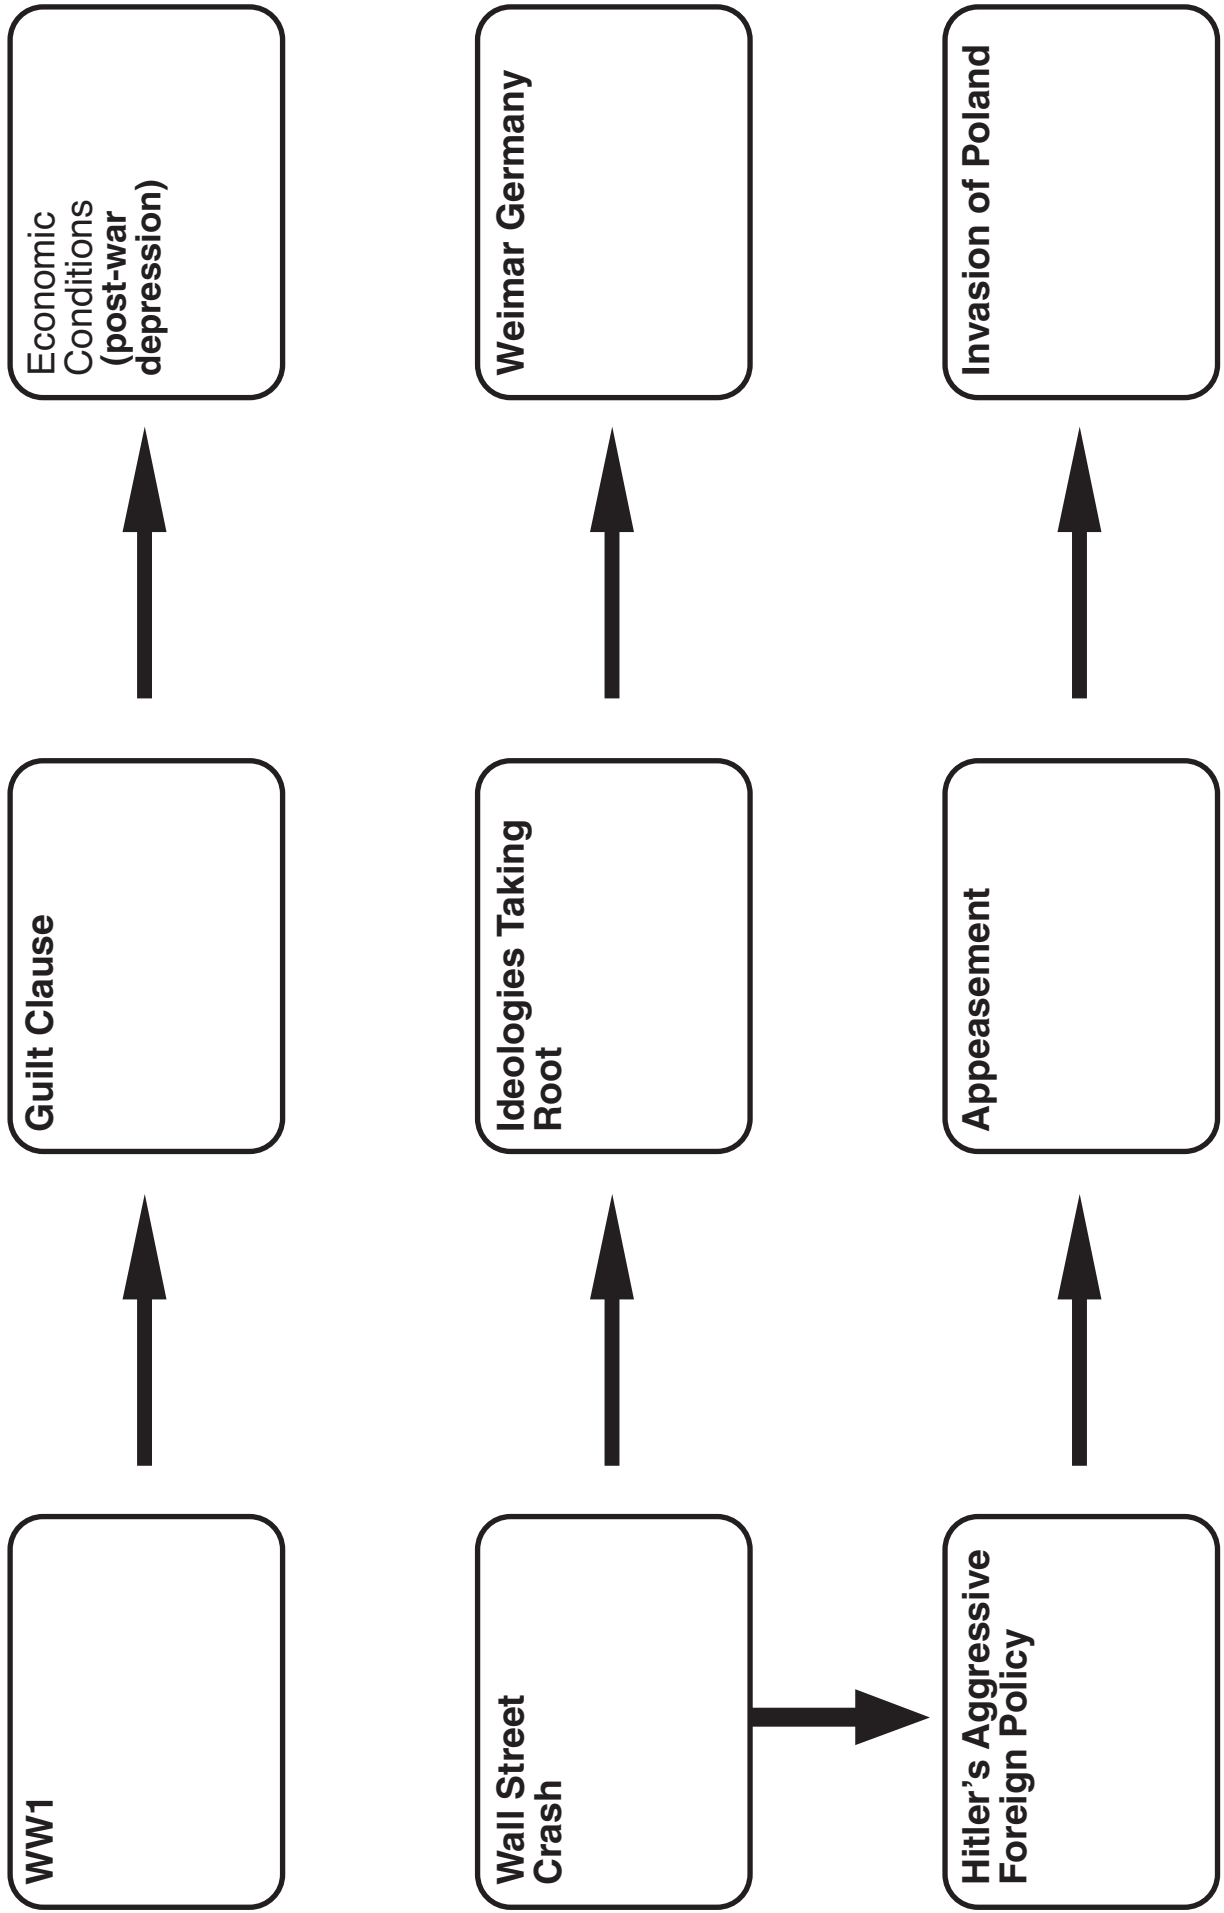 WW1
Guilt Clause
Economic
Conditions
(post-war
depression)
Wall Street
Crash
Ideologies Taking
Root
Weimar Germany
Hitler’s Aggressive
Foreign Policy
Appeasement
Invasion of Poland